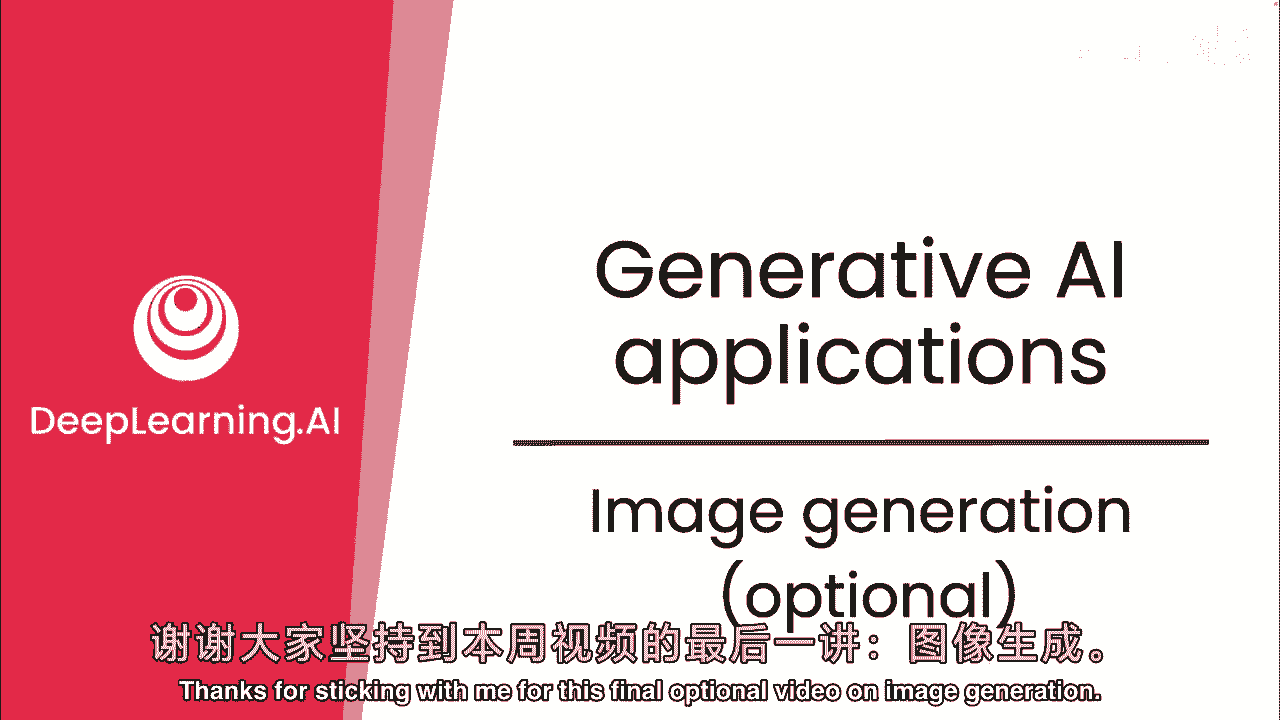 DeepLearning.AI
Generative AI
applications
Image generation
(optional)
谢谢大家坚持到本周视频的最后一讲：图像生成。
Thanks for sticking with me for this final optional video on image generation.